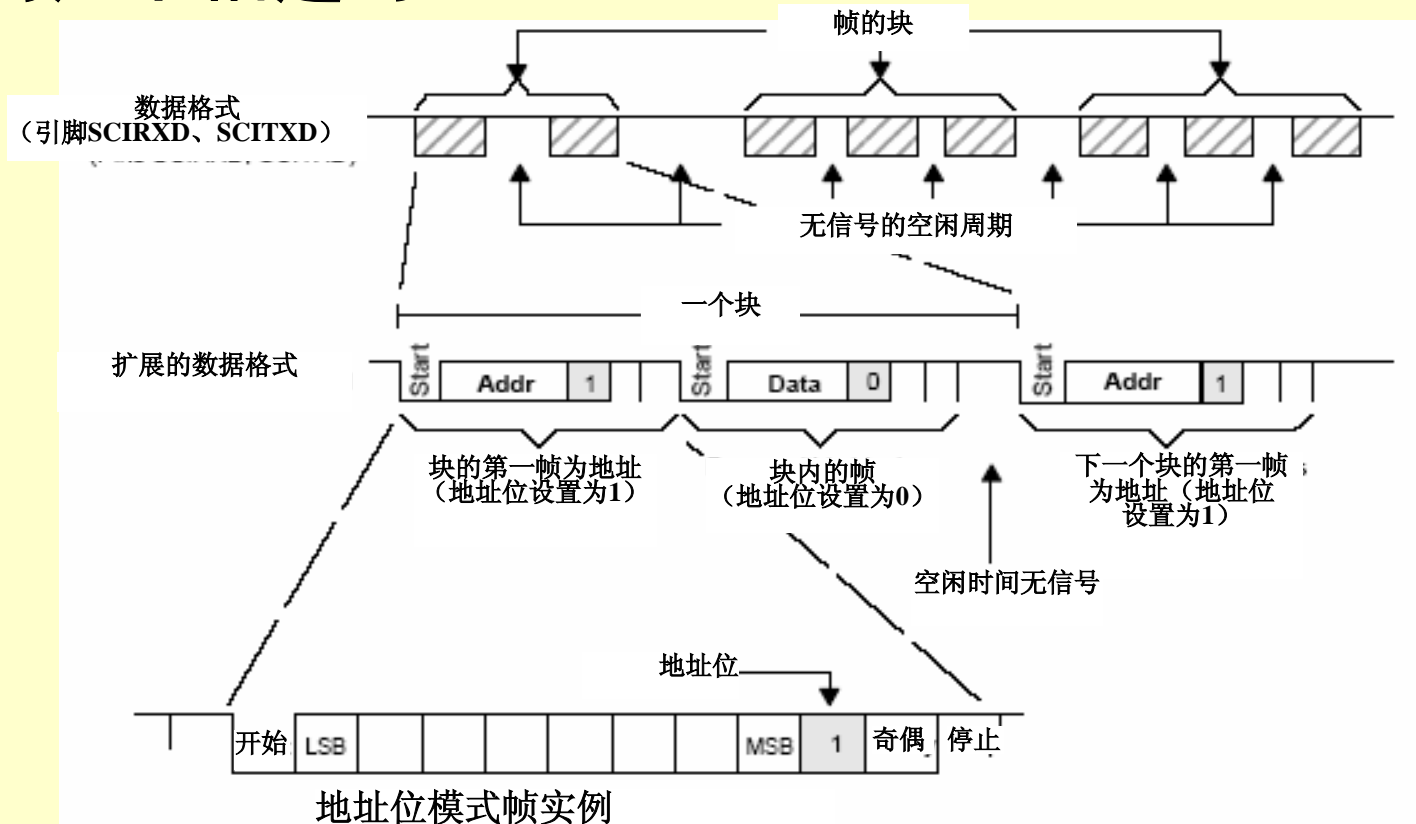 帧的块
数据格式
（引脚SCIRXD、SCITXD）
无信号的空闲周期
一个块
扩展的数据格式
Start Addr 1 Start Data 0 Start Addr 1
块的第一帧为地址
（地址位设置为1）
块内的帧
（地址位设置为0）
下一个块的第一帧
为地址（地址位
设置为1）
空闲时间无信号
地址位
开始 LSB MSB 1 奇偶 停止
地址位模式帧实例